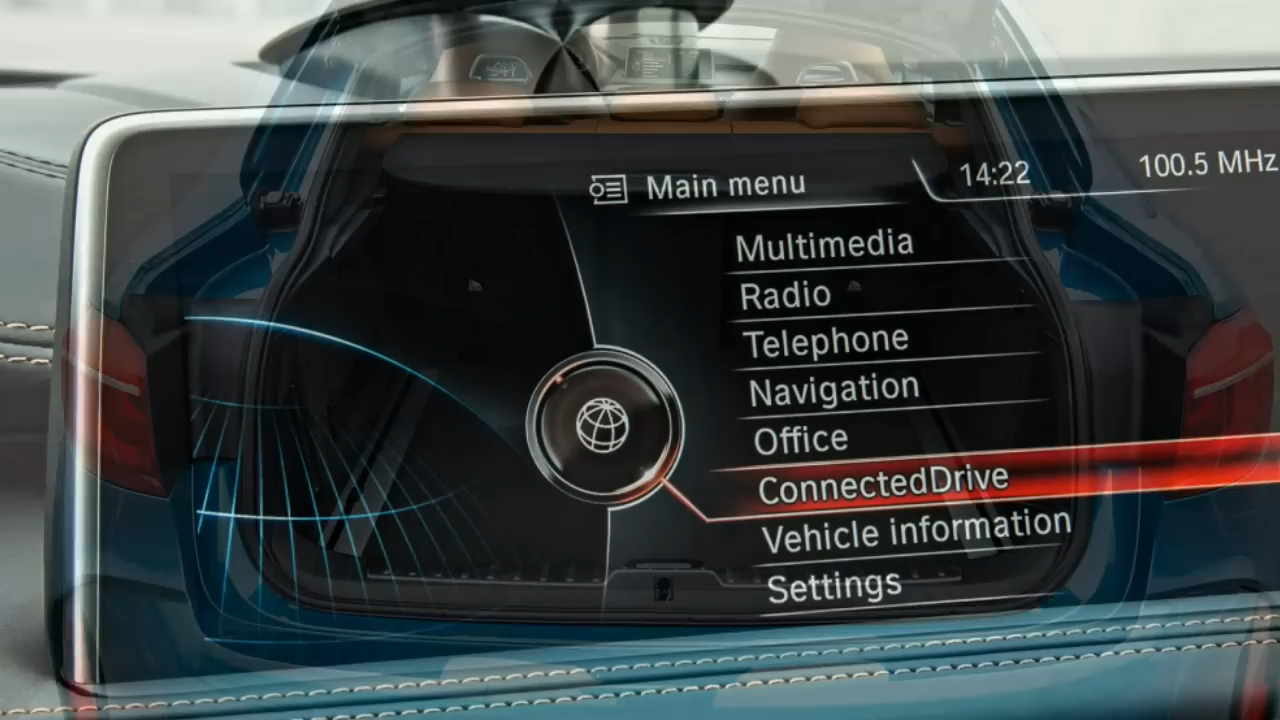 Main menu
14:22
100.5 MHz
Multimedia
Radio
Telephone
Navigation
Office
ConnectedDrive
Vehicle information
Settings